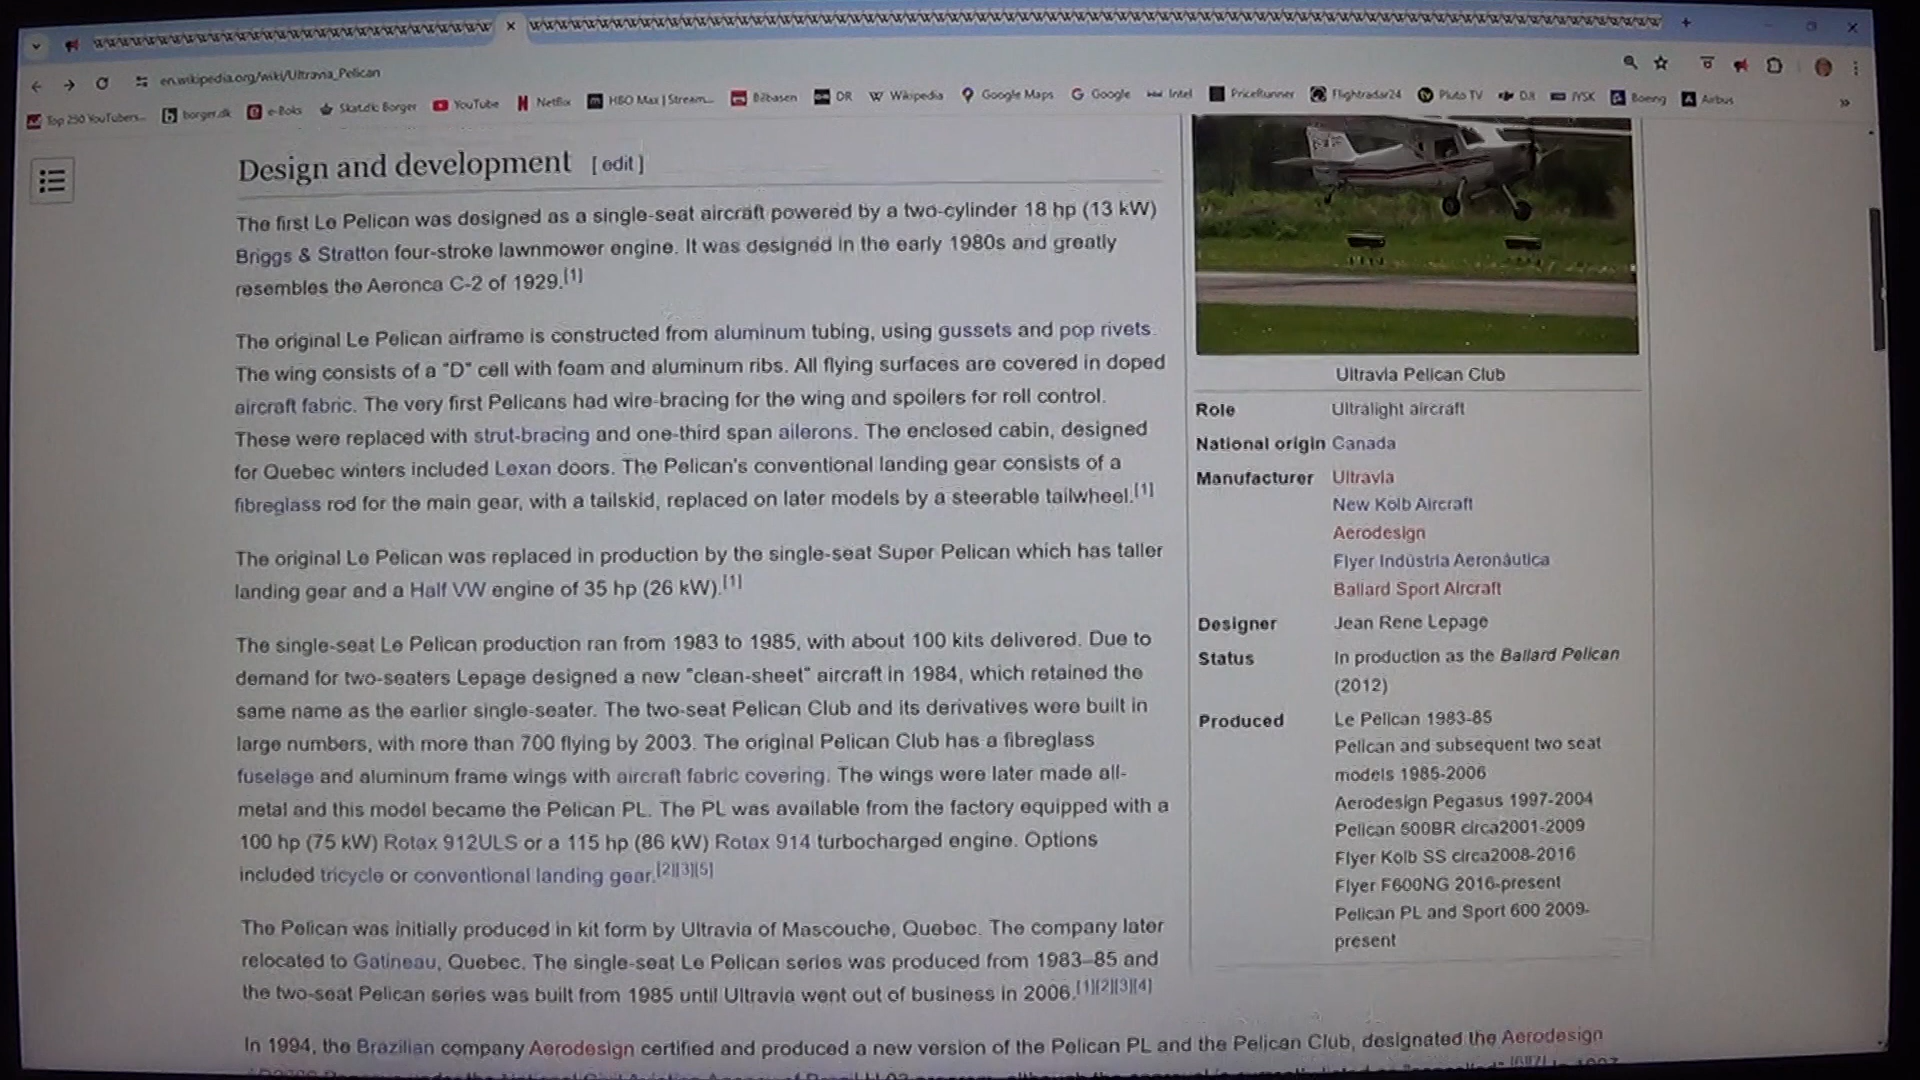 en.wikipedia.org/wiki/Ultravia_Pelican
Top 250 YouTubers... borger.dk e-Boks Skat.dk: Borger YouTube Netflix HBO Max | Stream... Bilbasen DR Wikipedia Google Maps Google Intel PriceRunner Flightradar24 Pluto TV DJI JYSK Boeing Airbus
Design and development [ edit ]
The first Le Pelican was designed as a single-seat aircraft powered by a two-cylinder 18 hp (13 kW)
Briggs & Stratton four-stroke lawnmower engine. It was designed in the early 1980s and greatly
resembles the Aeronca C-2 of 1929.[1]
The original Le Pelican airframe is constructed from aluminum tubing, using gussets and pop rivets.
The wing consists of a "D" cell with foam and aluminum ribs. All flying surfaces are covered in doped
aircraft fabric. The very first Pelicans had wire-bracing for the wing and spoilers for roll control.
These were replaced with strut-bracing and one-third span ailerons. The enclosed cabin, designed
for Quebec winters included Lexan doors. The Pelican's conventional landing gear consists of a
fibreglass rod for the main gear, with a tailskid, replaced on later models by a steerable tailwheel.[1]
The original Le Pelican was replaced in production by the single-seat Super Pelican which has taller
landing gear and a Half VW engine of 35 hp (26 kW).[1]
The single-seat Le Pelican production ran from 1983 to 1985, with about 100 kits delivered. Due to
demand for two-seaters Lepage designed a new "clean-sheet" aircraft in 1984, which retained the
same name as the earlier single-seater. The two-seat Pelican Club and its derivatives were built in
large numbers, with more than 700 flying by 2003. The original Pelican Club has a fibreglass
fuselage and aluminum frame wings with aircraft fabric covering. The wings were later made all-
metal and this model became the Pelican PL. The PL was available from the factory equipped with a
100 hp (75 kW) Rotax 912ULS or a 115 hp (86 kW) Rotax 914 turbocharged engine. Options
included tricycle or conventional landing gear.[2][3][5]
The Pelican was initially produced in kit form by Ultravia of Mascouche, Quebec. The company later
relocated to Gatineau, Quebec. The single-seat Le Pelican series was produced from 1983–85 and
the two-seat Pelican series was built from 1985 until Ultravia went out of business in 2006.[1][2][3][4]
In 1994, the Brazilian company Aerodesign certified and produced a new version of the Pelican PL and the Pelican Club, designated the Aerodesign
Ultravia Pelican Club
Role Ultralight aircraft
National origin Canada
Manufacturer Ultravia
New Kolb Aircraft
Aerodesign
Flyer Indústria Aeronáutica
Ballard Sport Aircraft
Designer Jean Rene Lepage
Status In production as the Ballard Pelican
(2012)
Produced Le Pelican 1983-85
Pelican and subsequent two seat
models 1985-2006
Aerodesign Pegasus 1997-2004
Pelican 500BR circa2001-2009
Flyer Kolb SS circa2008-2016
Flyer F600NG 2016-present
Pelican PL and Sport 600 2009-
present